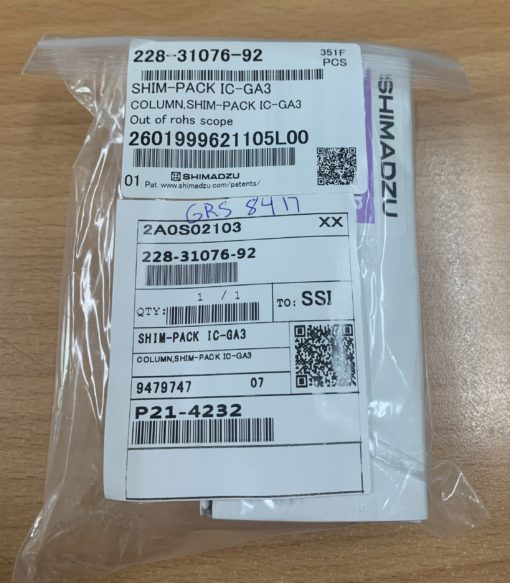 228-31076-92
351F
PCS
SHIM-PACK IC-GA3
COLUMN,SHIM-PACK IC-GA3
Out of rohs scope
2601999621105L00
01
SHIMADZU
Pat.:www.shimadzu.com/patents/
SHIMADZU
GRS 8417
2A0S02103 XX
228-31076-92
QTY: 1 / 1 TO: SSI
SHIM-PACK IC-GA3
COLUMN,SHIM-PACK IC-GA3
9479747 07
P21-4232